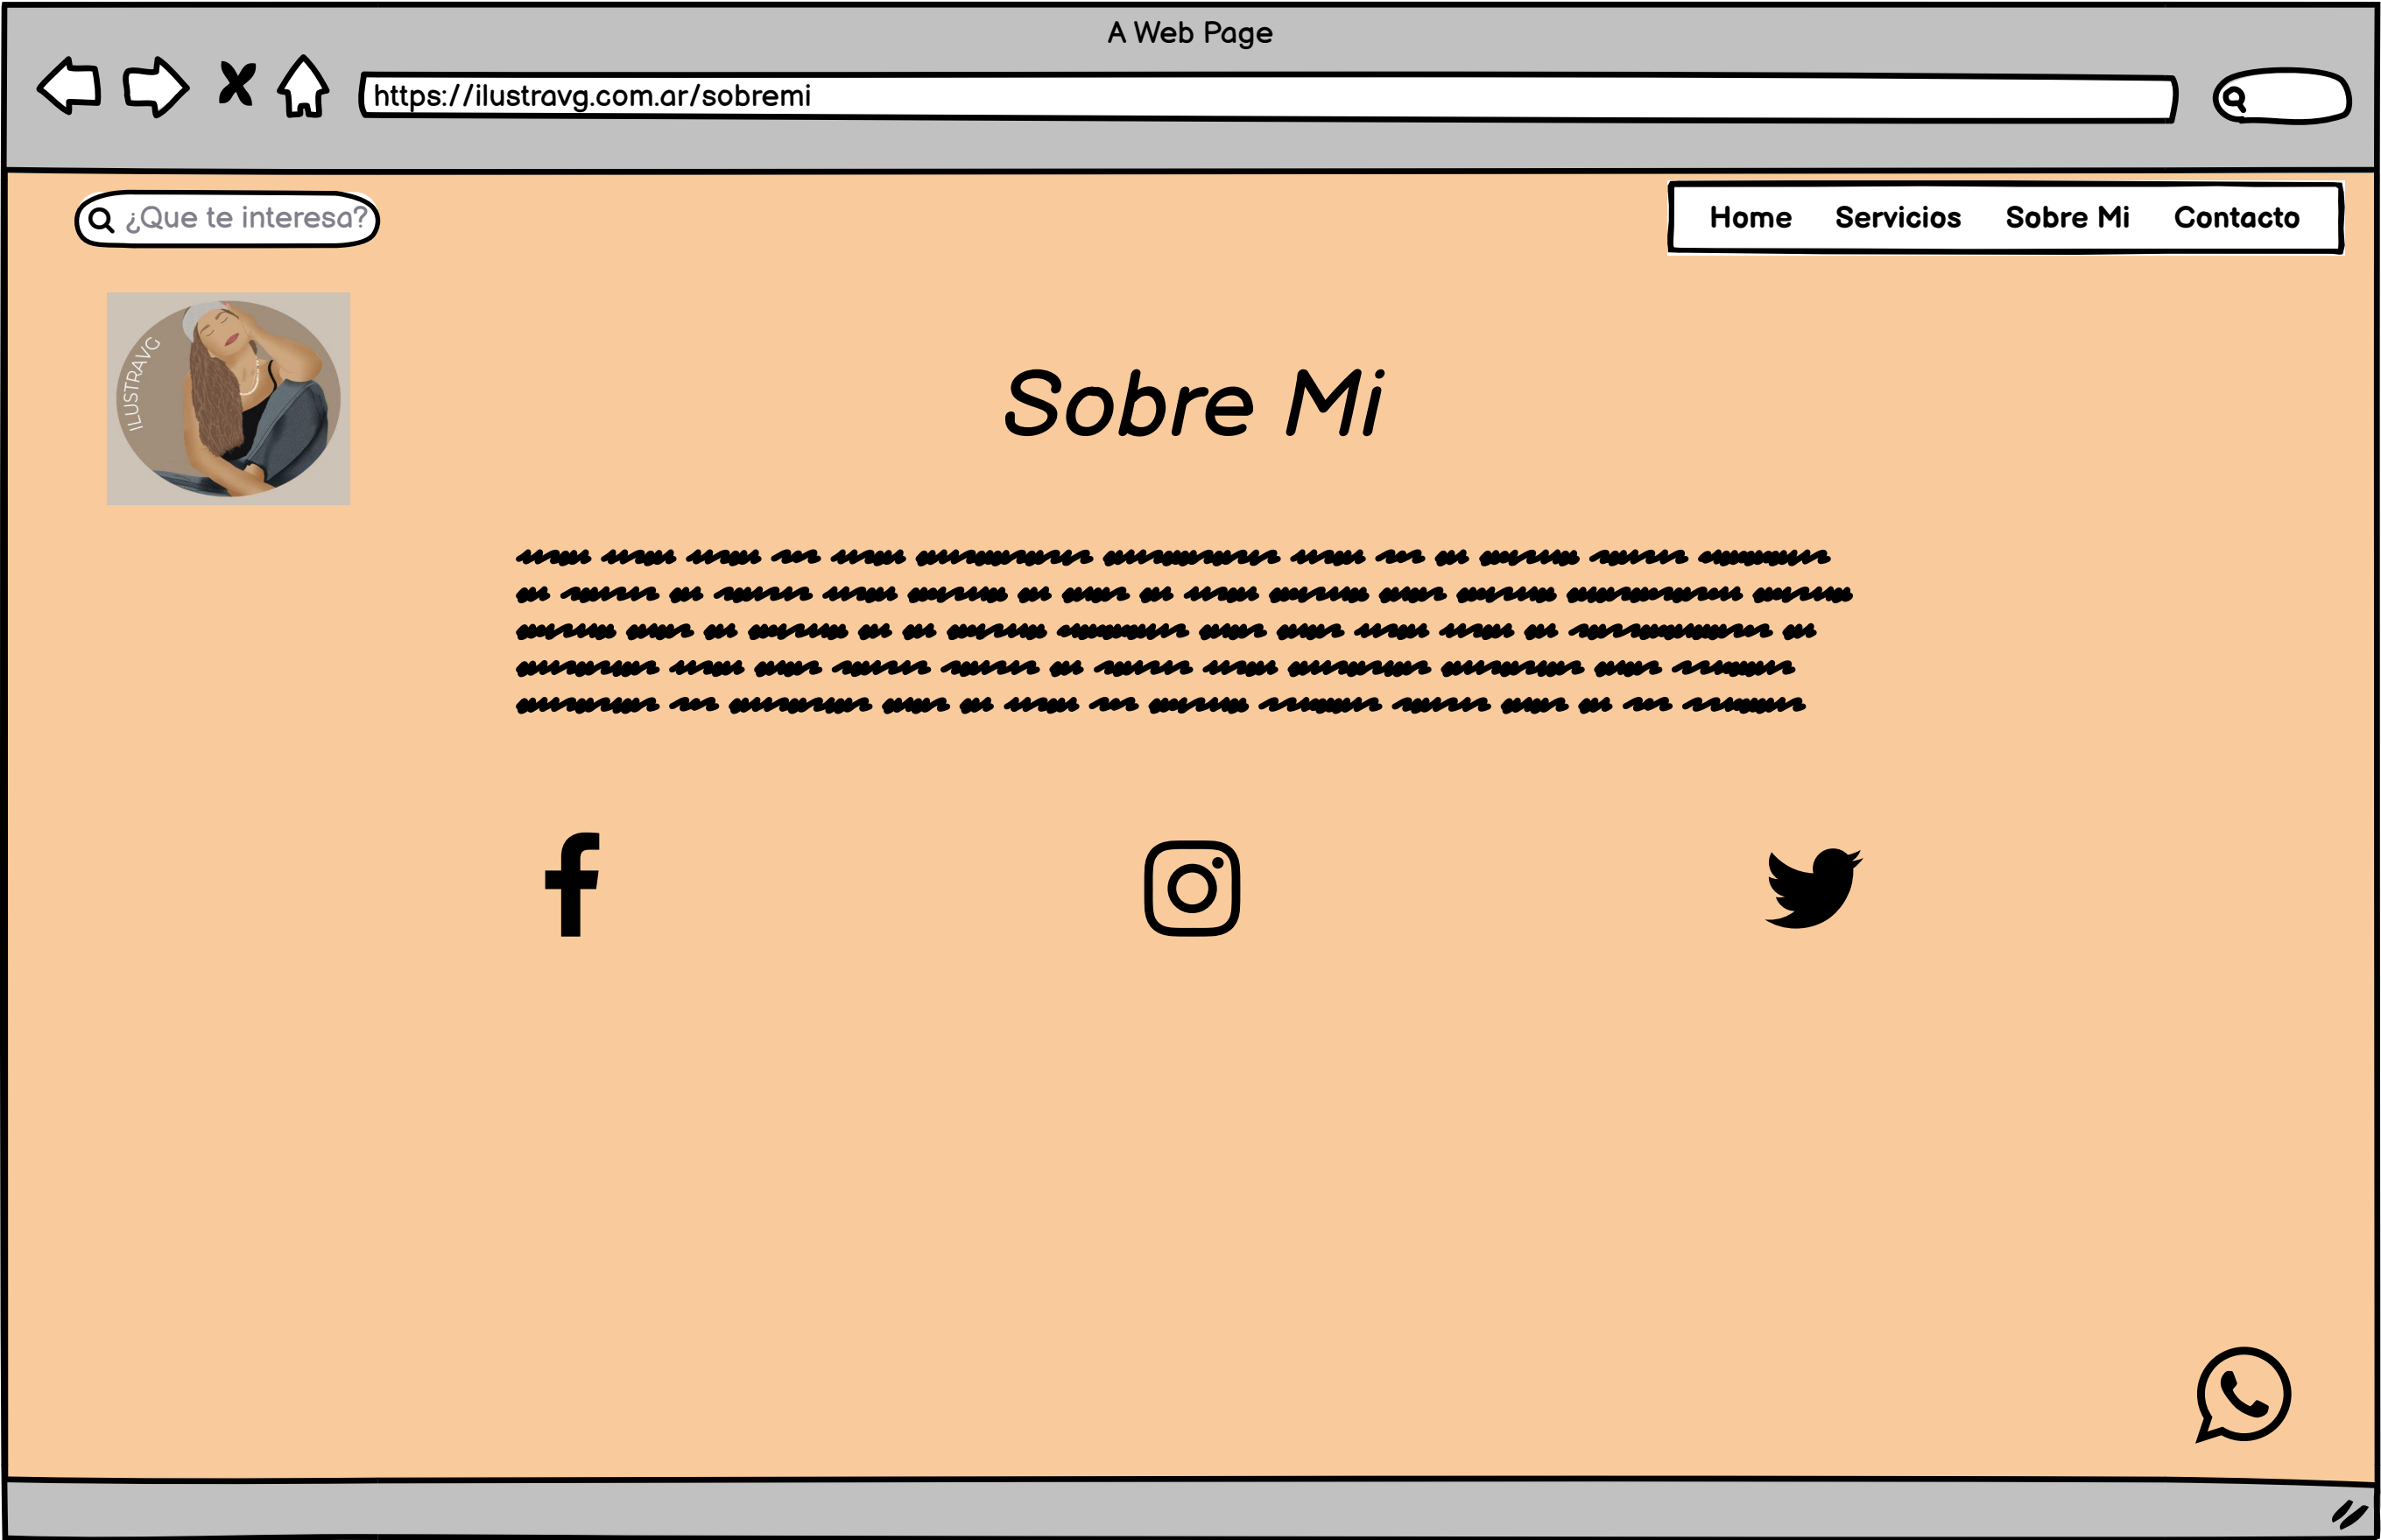 A Web Page
https://ilustravg.com.ar/sobremi
¿Que te interesa?
Home Servicios Sobre Mi Contacto
ILUSTRAVG
Sobre Mi